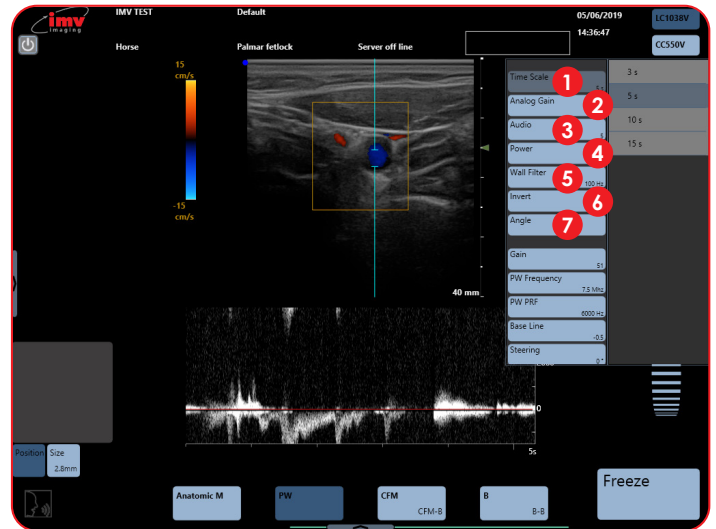 imv
imaging
IMV TEST
Default
05/06/2019
14:36:47
LC1038V
CC550V
Horse
Palmar fetlock
Server off line
15
cm/s
-15
cm/s
40 mm
Time Scale
1
Analog Gain
2
Audio
3
Power
4
Wall Filter
5
100 Hz
Invert
6
Angle
7
3 s
5 s
10 s
15 s
Gain
51
PW Frequency
7.5 Mhz
PW PRF
6000 Hz
Base Line
-0.5
Steering
0 °
0
5s
Position
Size
2.8mm
Anatomic M
PW
CFM
CFM-B
B
B-B
Freeze